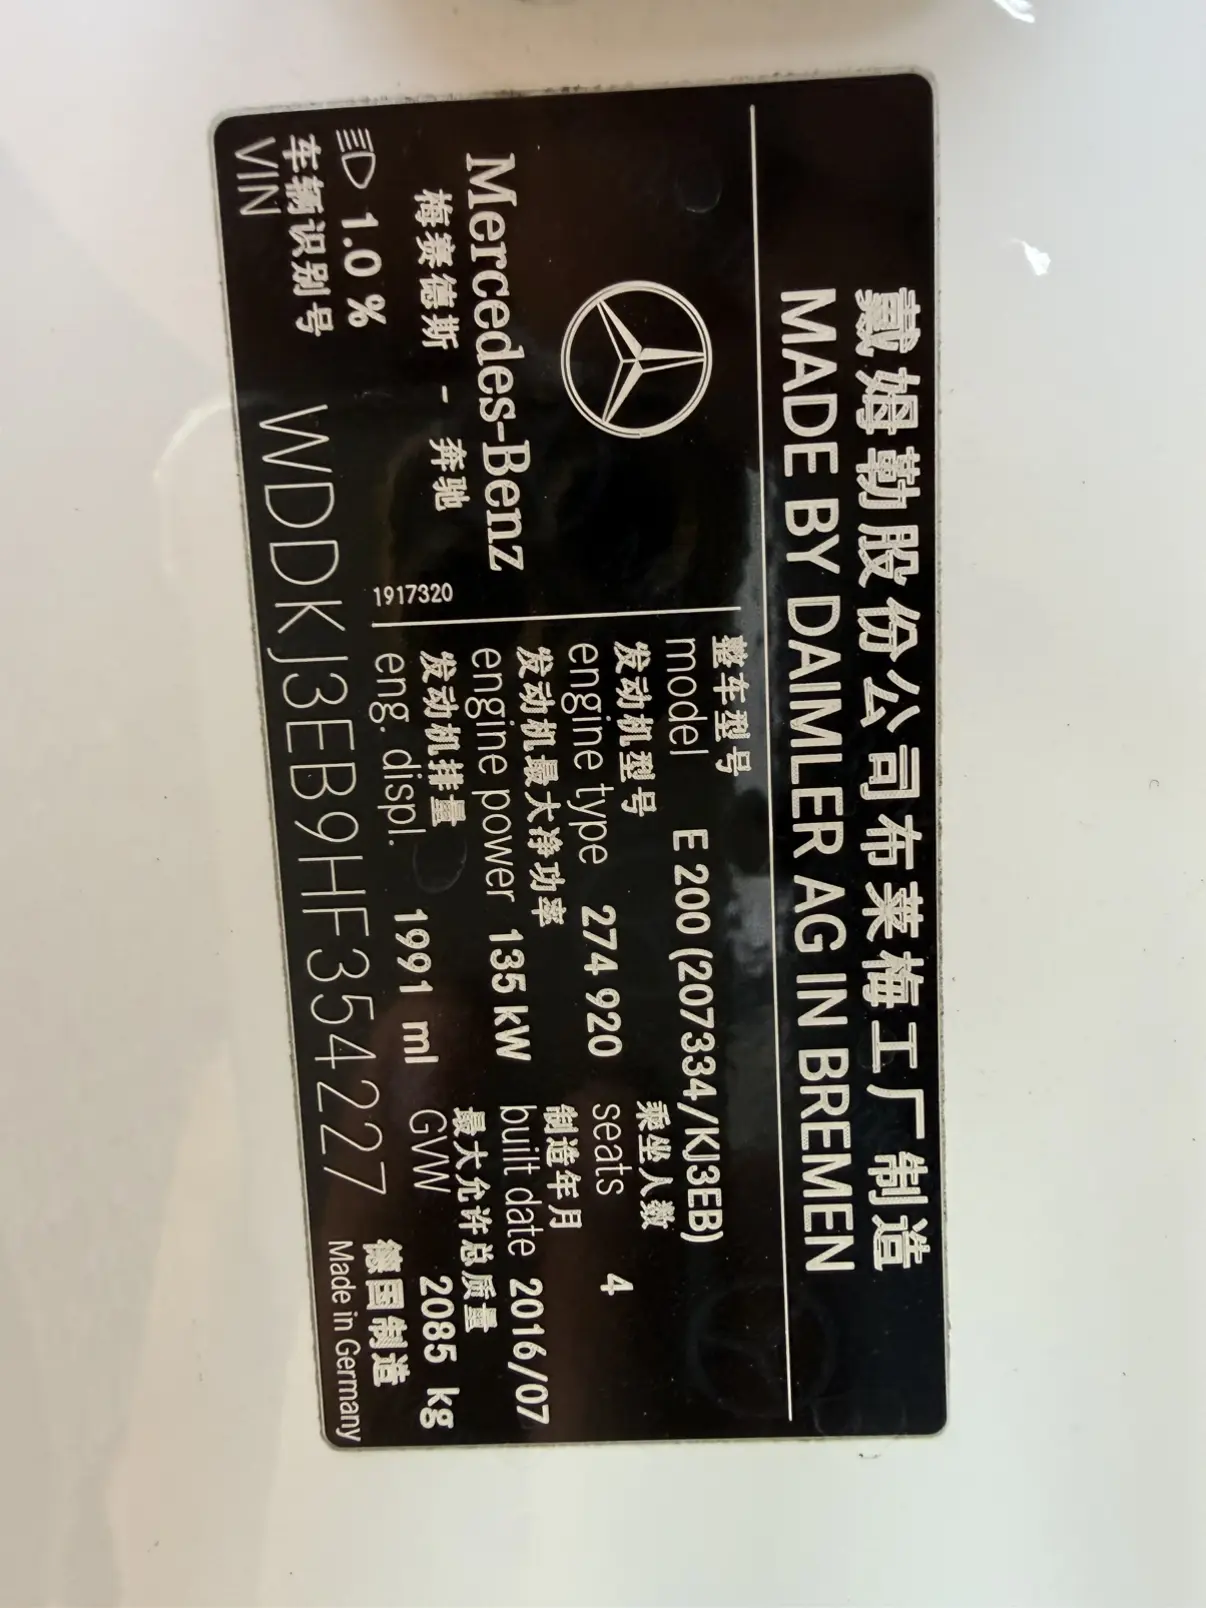 戴姆勒股份公司布莱梅工厂制造
MADE BY DAIMLER AG IN BREMEN
Mercedes-Benz
梅赛德斯 - 奔驰
1917320
1.0 %
整车型号
model E 200 (207334/KJ3EB)
发动机型号 乘坐人数
engine type 274 920 seats 4
发动机最大净功率 制造年月
engine power 135 kW built date 2016/07
发动机排量 最大允许总质量
eng. displ. 1991 ml GVW 2085 kg
车辆识别号
VIN WDDKJ3EB9HF354227
德国制造
Made in Germany